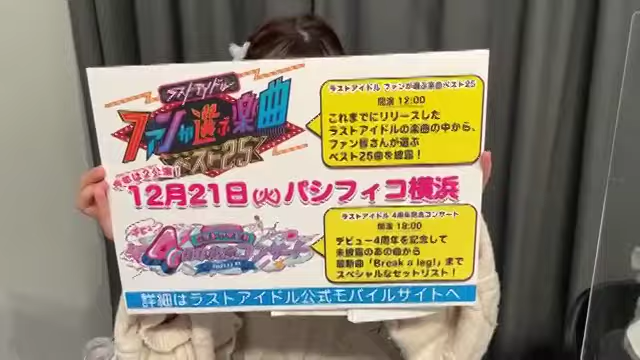 ラストアイドル
ファンが選ぶ楽曲
ベスト25
ラストアイドル ファンが選ぶ楽曲ベスト25
開演 12:00
これまでにリリースした
ラストアイドルの楽曲の中から、
ファン皆さんが選ぶ
ベスト25曲を披露！
は2公演！
12月21日(火)パシフィコ横浜
ラストアイドル 4周年記念コンサート
開演 18:00
デビュー4周年を記念して
未披露のあの曲から
最新曲「Break a leg!」まで
スペシャルなセットリスト！
詳細はラストアイドル公式モバイルサイトへ